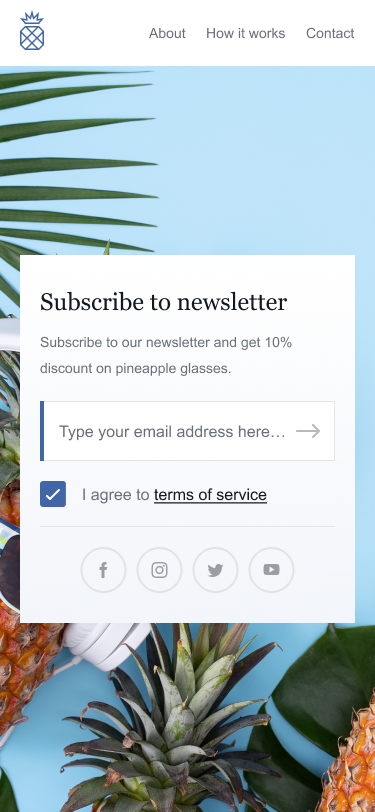 About How it works Contact
Subscribe to newsletter
Subscribe to our newsletter and get 10%
discount on pineapple glasses.
Type your email address here…
I agree to terms of service